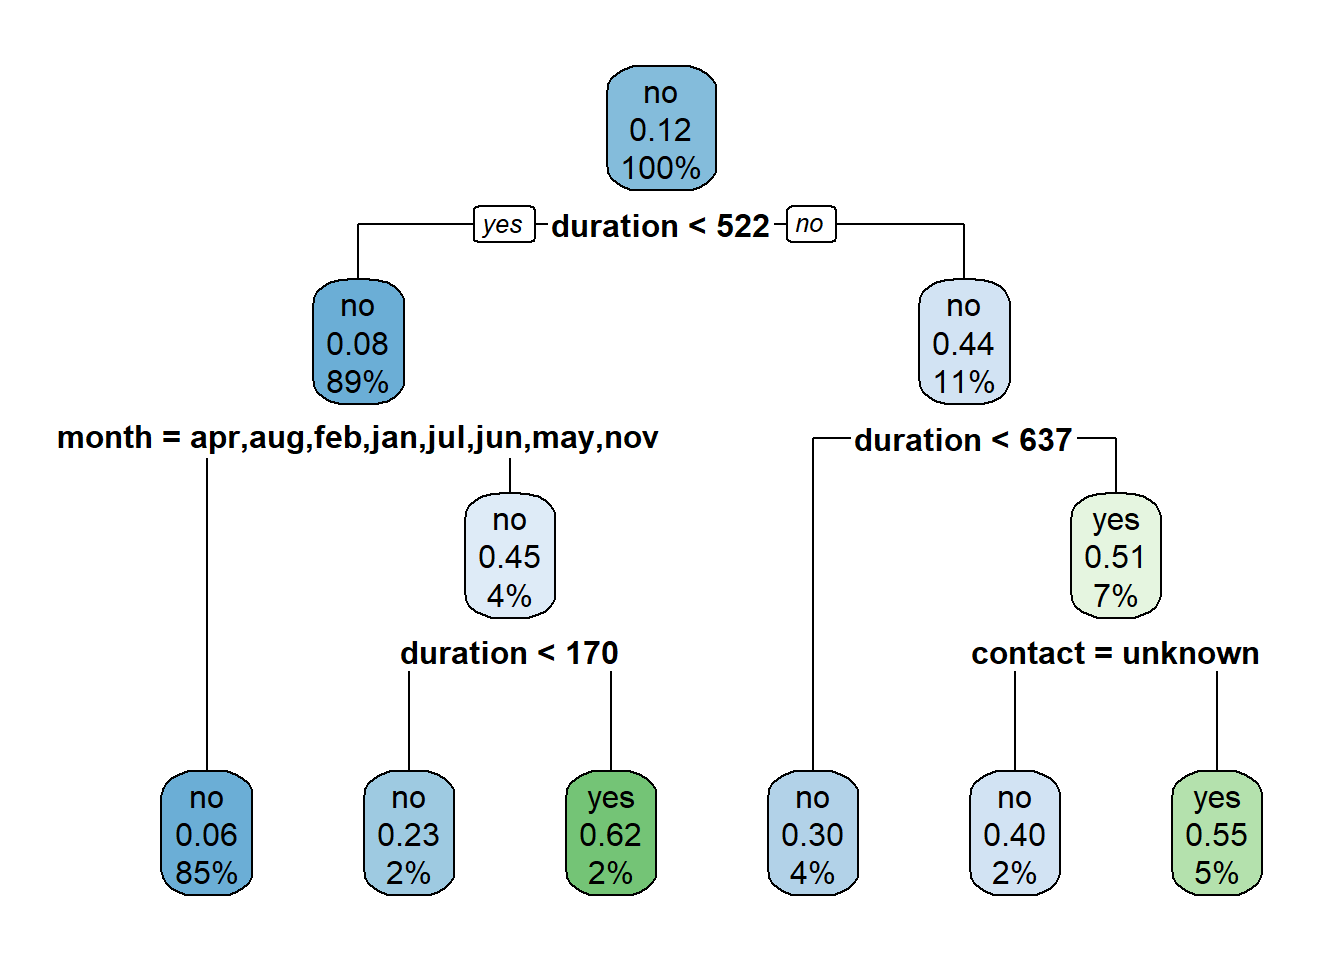 no
0.12
100%
yes
duration < 522
no
no
0.08
89%
no
0.44
11%
month = apr,aug,feb,jan,jul,jun,may,nov
duration < 637
no
0.45
4%
yes
0.51
7%
duration < 170
contact = unknown
no
0.06
85%
no
0.23
2%
yes
0.62
2%
no
0.30
4%
no
0.40
2%
yes
0.55
5%